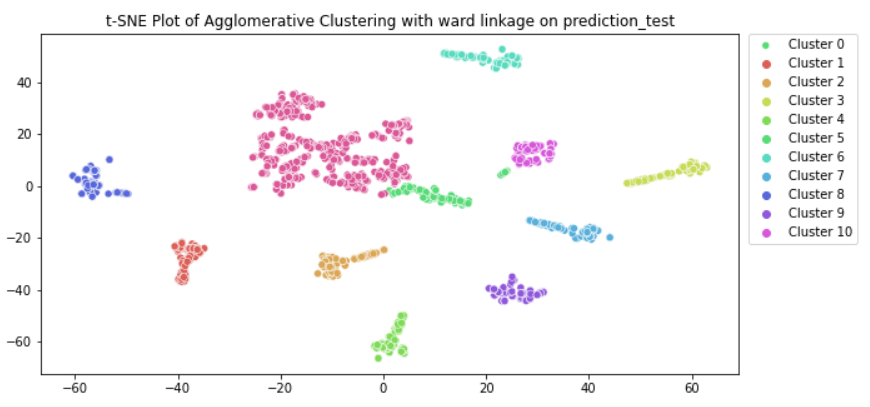 t-SNE Plot of Agglomerative Clustering with ward linkage on prediction_test
Cluster 0
Cluster 1
Cluster 2
Cluster 3
Cluster 4
Cluster 5
Cluster 6
Cluster 7
Cluster 8
Cluster 9
Cluster 10
40
20
0
−20
−40
−60
−60 −40 −20 0 20 40 60